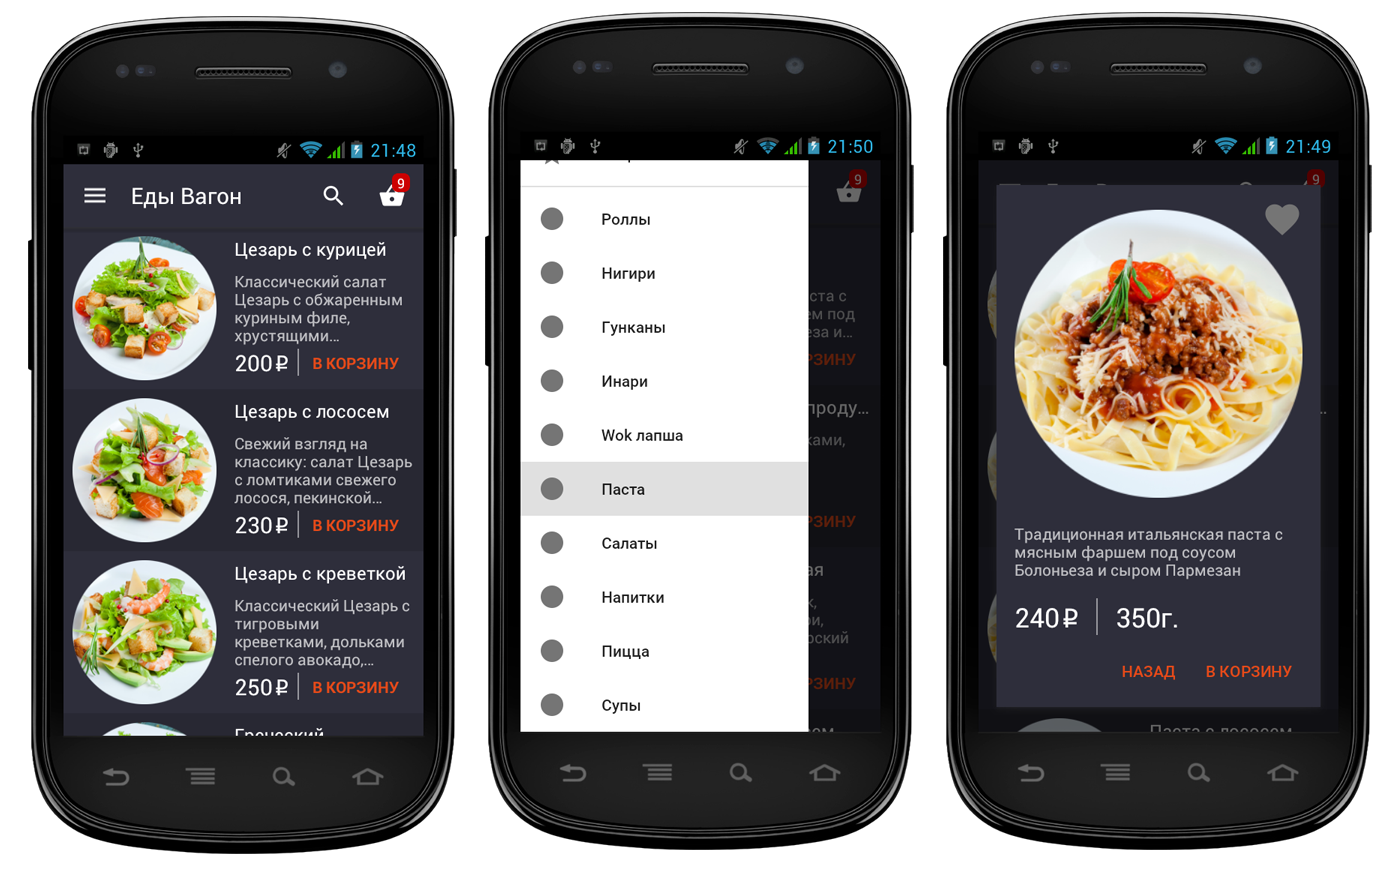 21:48
Еды Вагон
9
Цезарь с курицей
Классический салат
Цезарь с обжаренным
куриным филе,
хрустящими…
200₽
В КОРЗИНУ
Цезарь с лососем
Свежий взгляд на
классику: салат Цезарь
с ломтиками свежего
лосося, пекинской…
230₽
В КОРЗИНУ
Цезарь с креветкой
Классический Цезарь с
тигровыми
креветками, дольками
спелого авокадо,…
250₽
В КОРЗИНУ
Греческий
21:50
9
Роллы
Нигири
Гунканы
Инари
Wok лапша
Паста
Салаты
Напитки
Пицца
Супы
21:49
9
Традиционная итальянская паста с
мясным фаршем под соусом
Болоньеза и сыром Пармезан
240₽
350г.
НАЗАД
В КОРЗИНУ
Паста с лососем